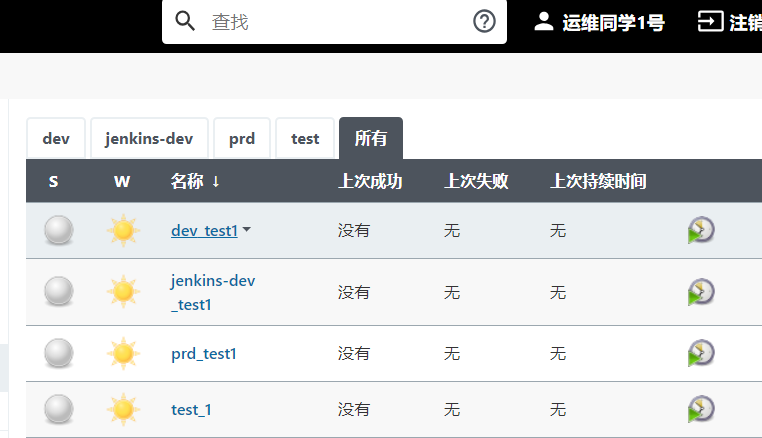 查找
运维同学1号
注销
dev
jenkins-dev
prd
test
所有
S W 名称 ↓ 上次成功 上次失败 上次持续时间
dev_test1 没有 无 无
jenkins-dev
_test1 没有 无 无
prd_test1 没有 无 无
test_1 没有 无 无